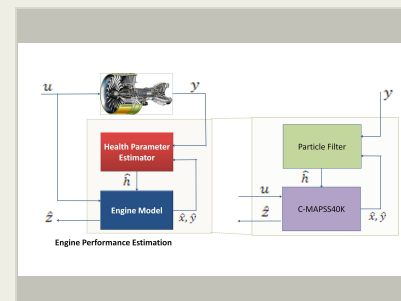 u
y
Health Parameter
Estimator
ĥ
Engine Model
ẑ
x̂, ŷ
Engine Performance Estimation
y
Particle Filter
ĥ
u
ẑ
C-MAPSS40K
x̂, ŷ